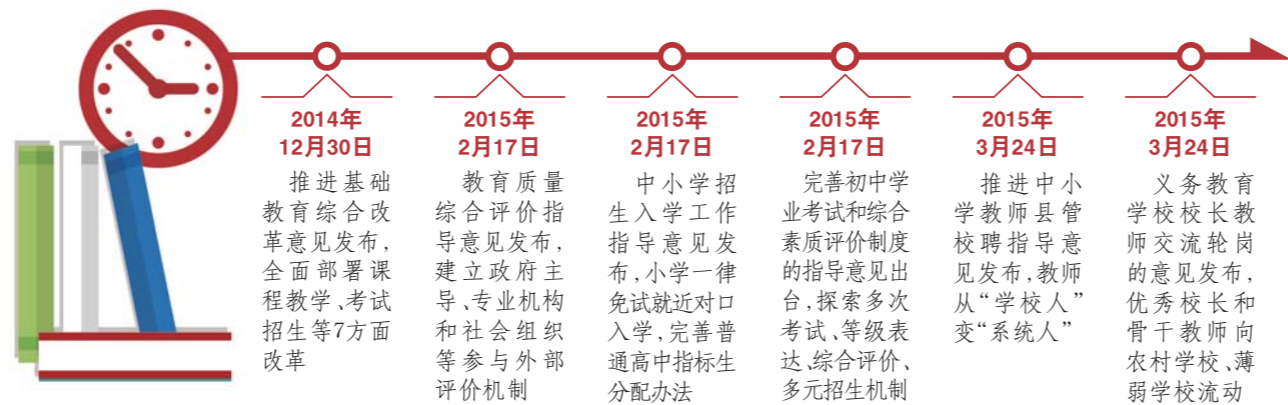 2014年
12月30日
推进基础
教育综合改
革意见发布，
全面部署课
程教学、考试
招生等7方面
改革
2015年
2月17日
教育质量
综合评价指
导意见发布，
建立政府主
导、专业机构
和社会组织
等参与外部
评价机制
2015年
2月17日
中小学招
生入学工作
指导意见发
布，小学一律
免试就近对口
入学，完善普
通高中指标生
分配办法
2015年
2月17日
完善初中学
业考试和综合
素质评价制度
的指导意见出
台，探索多次
考试、等级表
达、综合评价、
多元招生机制
2015年
3月24日
推进中小
学教师县管
校聘指导意
见发布，教师
从“学校人”
变“系统人”
2015年
3月24日
义务教育
学校校长教
师交流轮岗
的意见发布，
优秀校长和
骨干教师向
农村学校、薄
弱学校流动